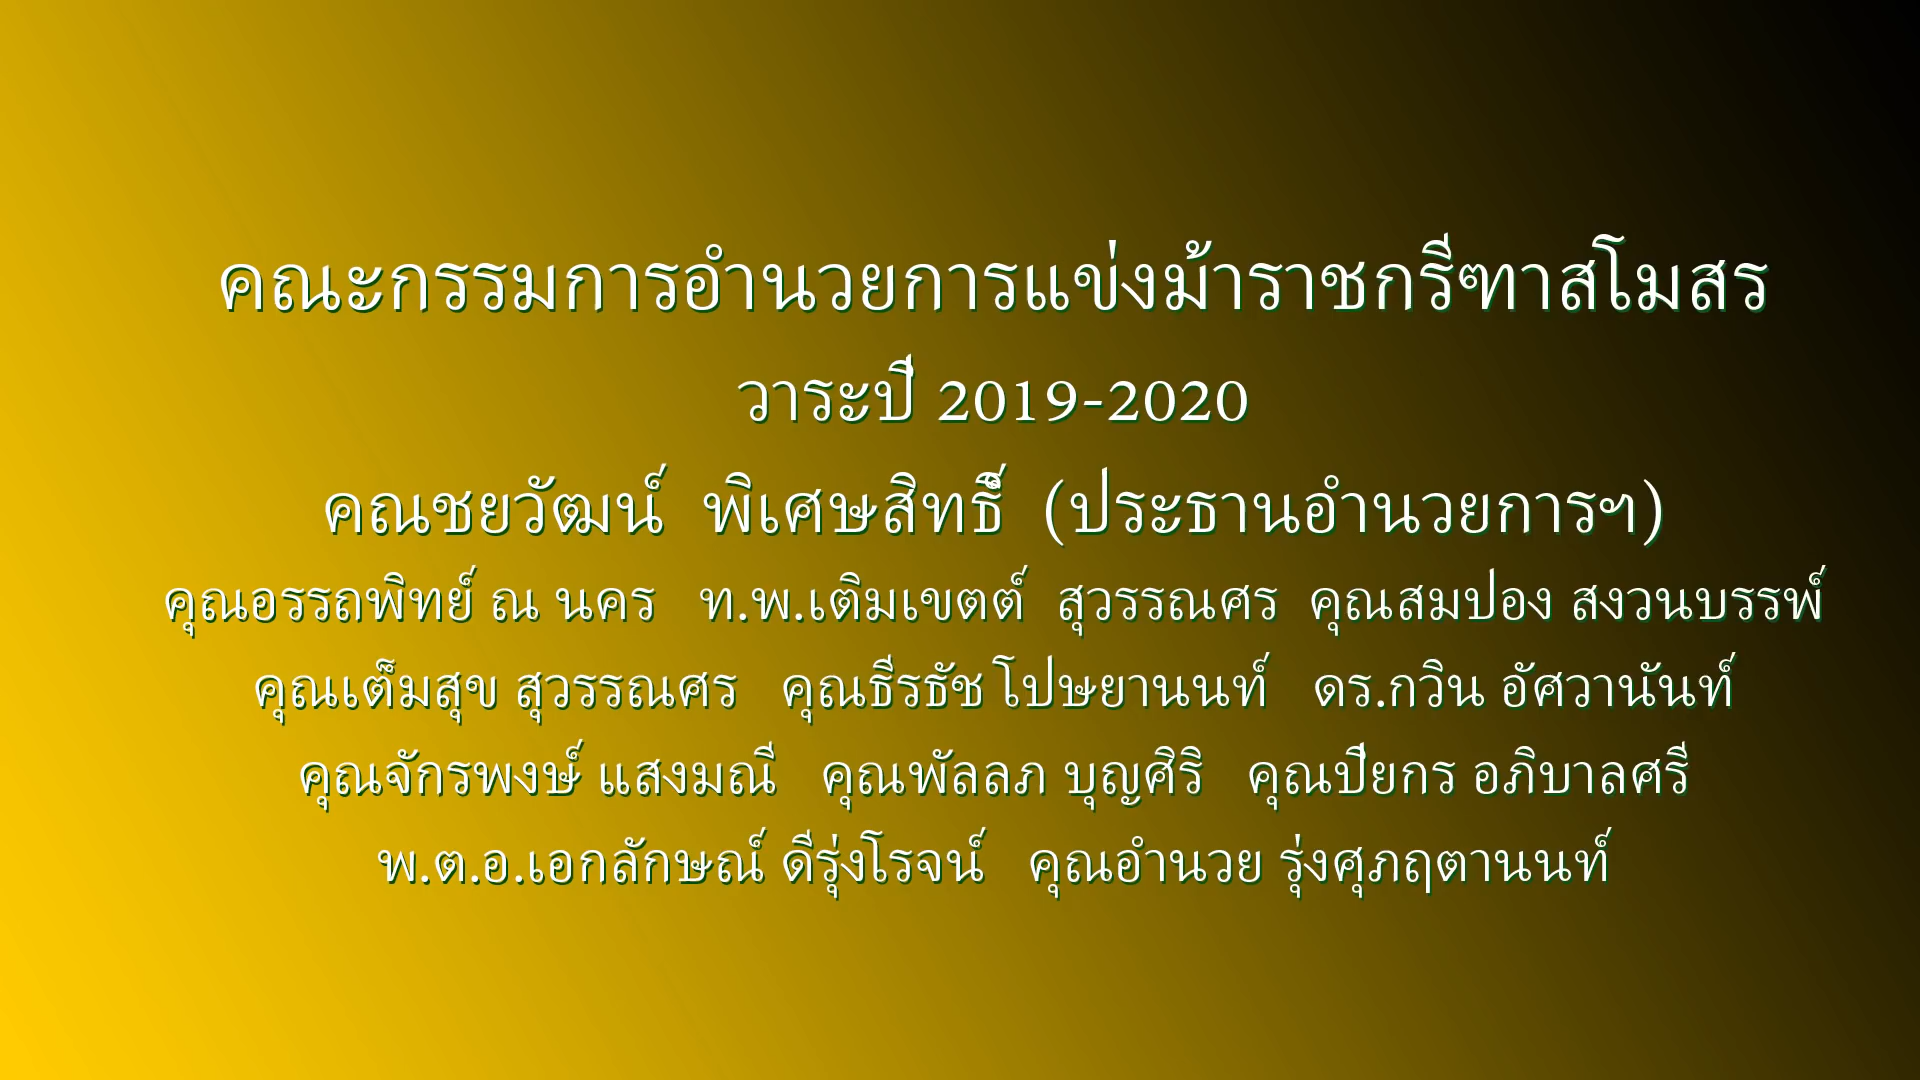 คณะกรรมการอำนวยการแข่งม้าราชกรีฑาสโมสร
วาระปี 2019-2020
คณชยวัฒน์ พิเศษสิทธิ์ (ประธานอำนวยการฯ)
คุณอรรถพิทย์ ณ นคร ท.พ.เติมเขตต์ สุวรรณศร คุณสมปอง สงวนบรรพ์
คุณเต็มสุข สุวรรณศร คุณธีรธัช โปษยานนท์ ดร.กวิน อัศวานันท์
คุณจักรพงษ์ แสงมณี คุณพัลลภ บุญศิริ คุณปิยกร อภิบาลศรี
พ.ต.อ.เอกลักษณ์ ดีรุ่งโรจน์ คุณอำนวย รุ่งศุภฤตานนท์